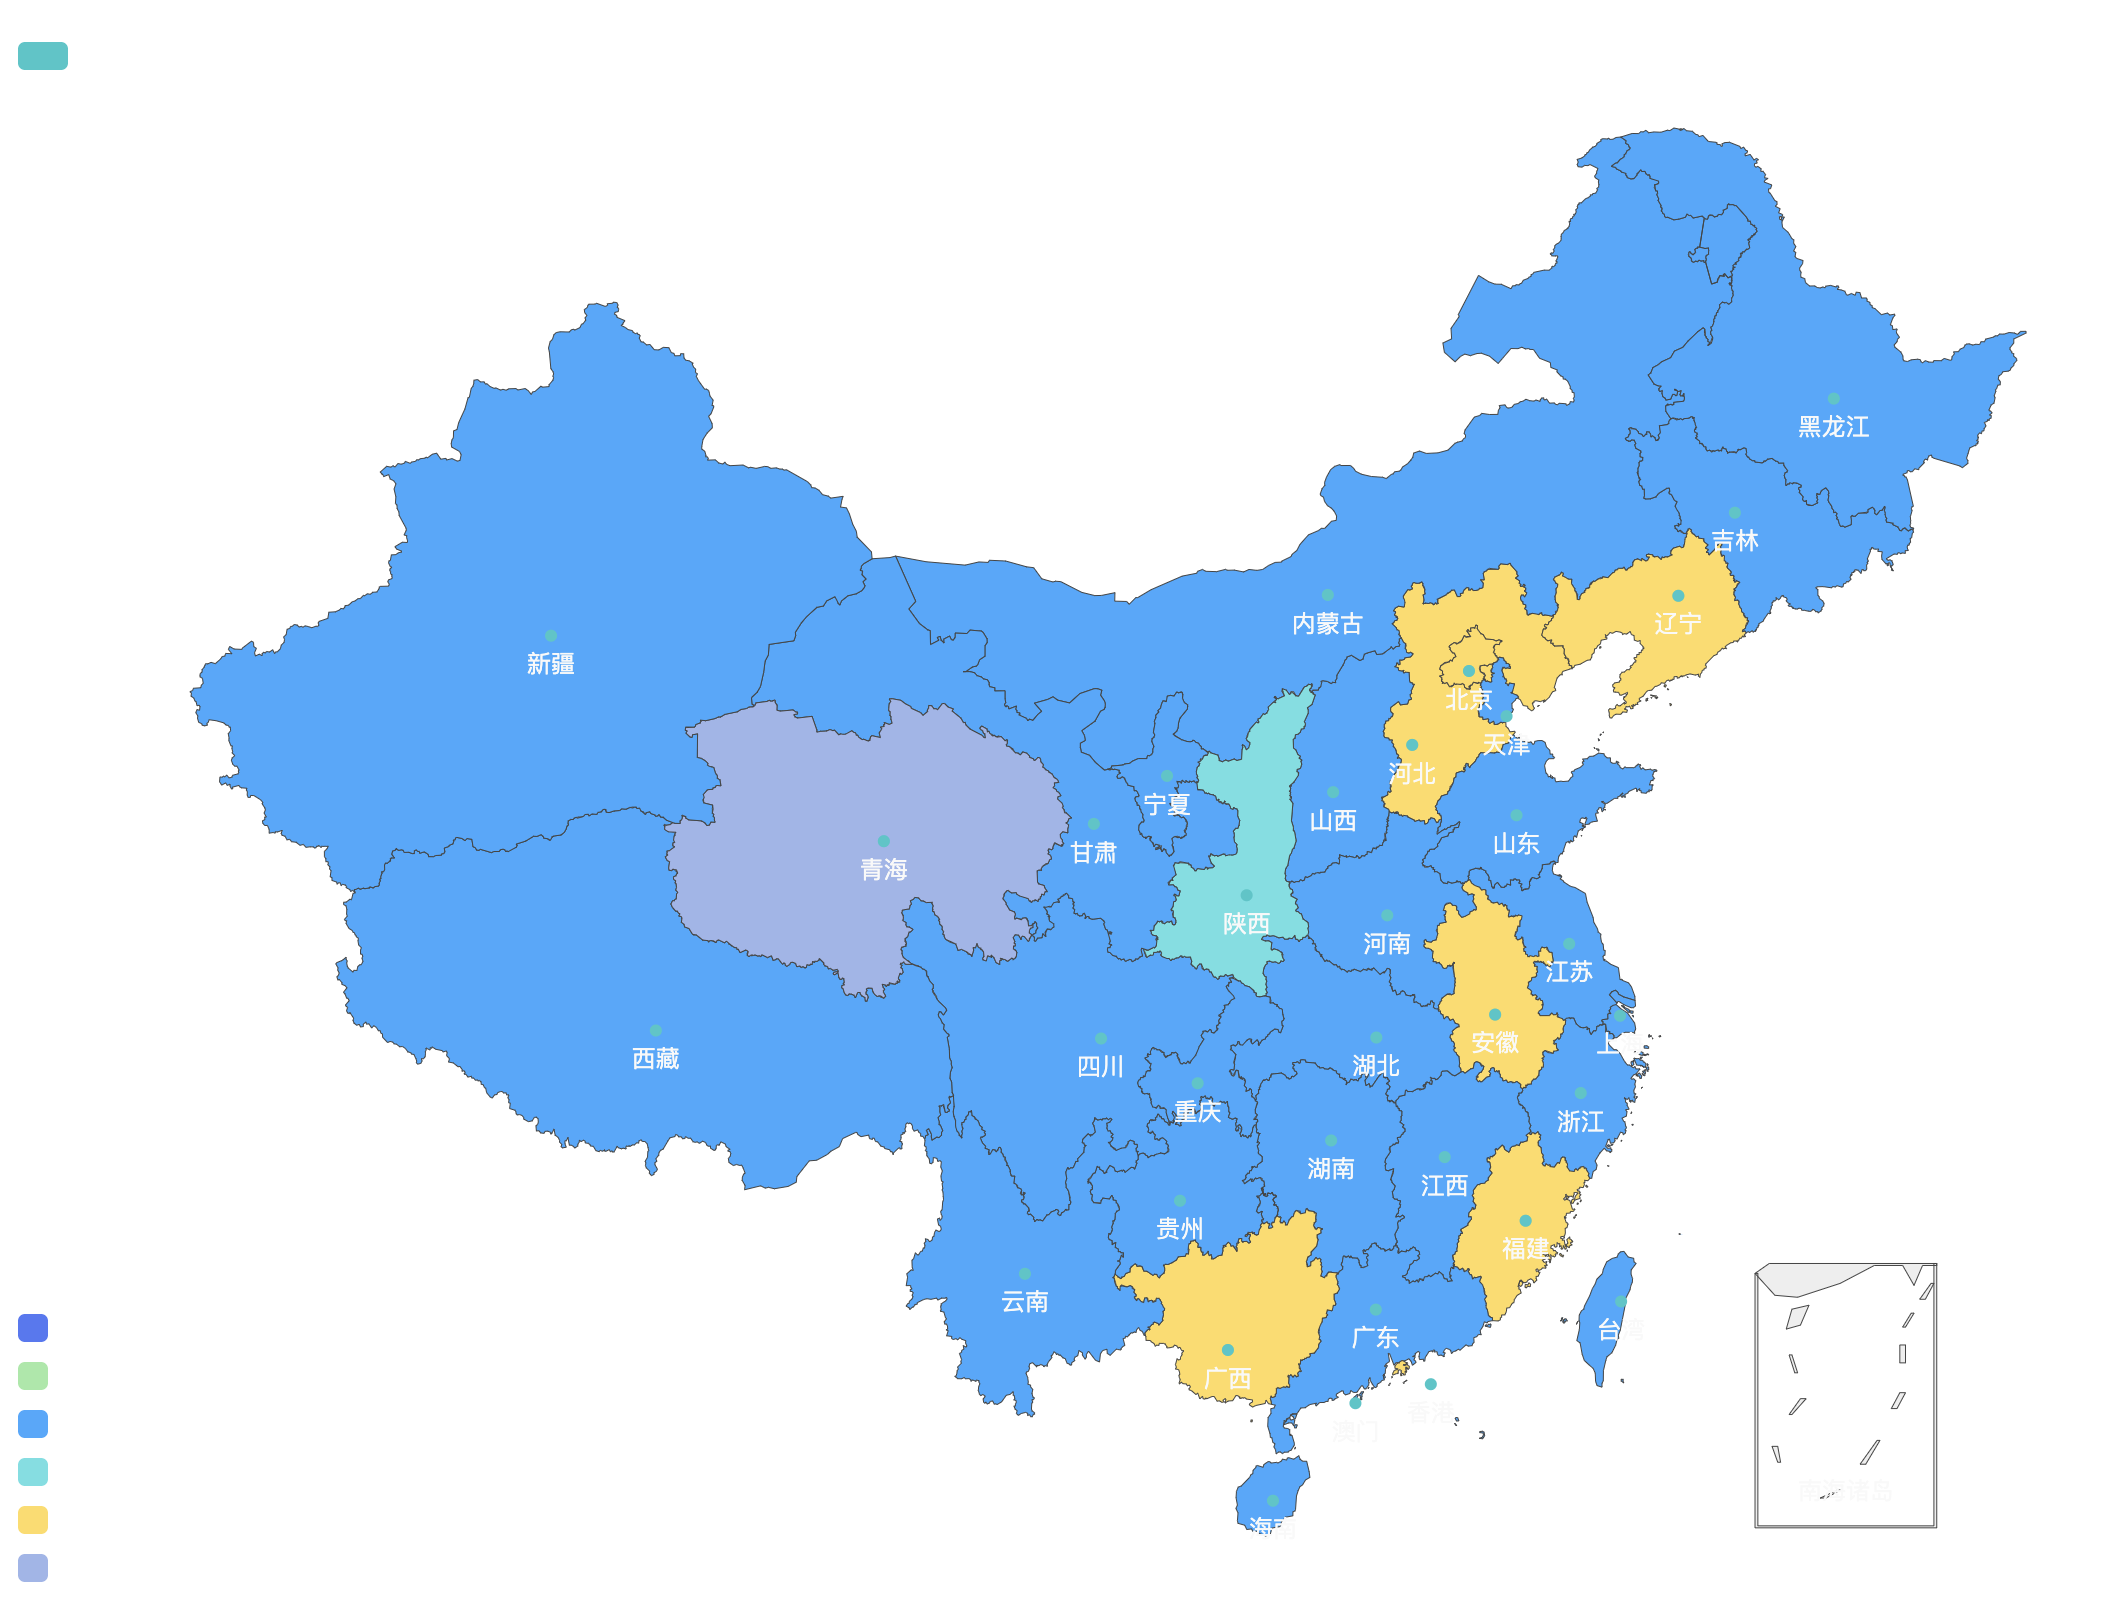 黑龙江
吉林
内蒙古
辽宁
新疆
北京
天津
河北
宁夏
山西
山东
甘肃
青海
陕西
河南
江苏
安徽
上海
西藏
四川
湖北
重庆
浙江
湖南
江西
贵州
福建
云南
广东
台湾
广西
香港
澳门
南海诸岛
海南